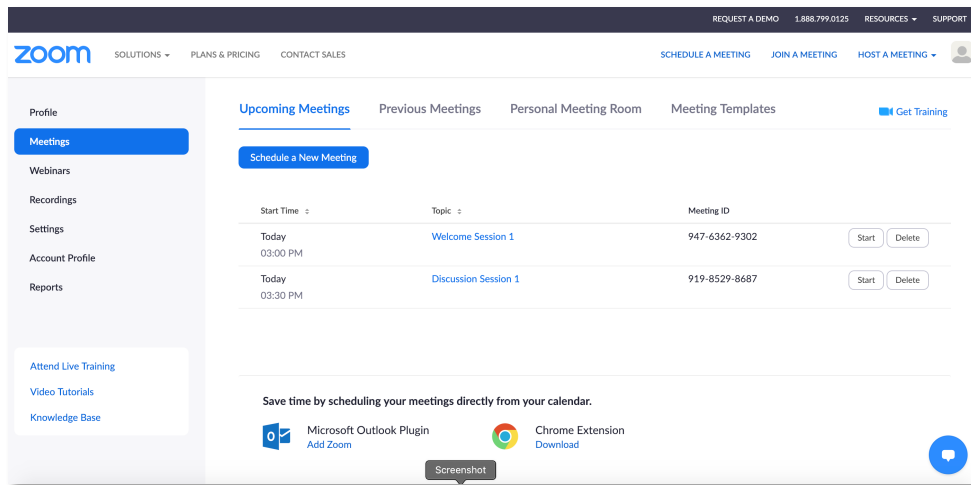 REQUEST A DEMO 1.888.799.0125 RESOURCES SUPPORT
zoom SOLUTIONS PLANS & PRICING CONTACT SALES SCHEDULE A MEETING JOIN A MEETING HOST A MEETING
Profile
Meetings
Webinars
Recordings
Settings
Account Profile
Reports
Attend Live Training
Video Tutorials
Knowledge Base
Upcoming Meetings Previous Meetings Personal Meeting Room Meeting Templates Get Training
Schedule a New Meeting
Start Time Topic Meeting ID
Today Welcome Session 1 947-6362-9302 Start Delete
03:00 PM
Today Discussion Session 1 919-8529-8687 Start Delete
03:30 PM
Save time by scheduling your meetings directly from your calendar.
Microsoft Outlook Plugin Chrome Extension
Add Zoom Download
Screenshot